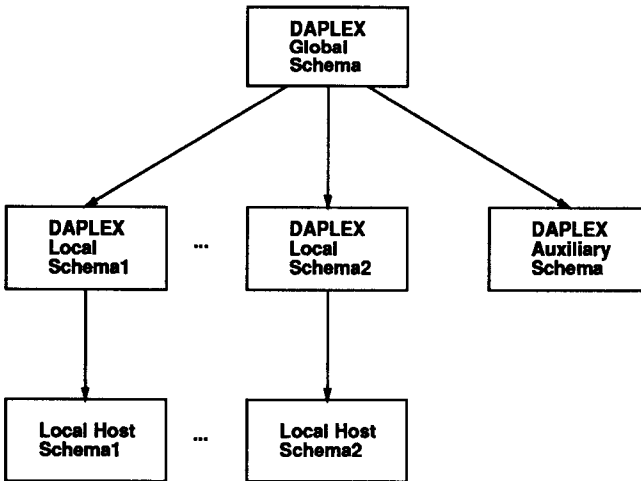 DAPLEX
Global
Schema
DAPLEX
Local
Schema1
...
DAPLEX
Local
Schema2
DAPLEX
Auxiliary
Schema
Local Host
Schema1
...
Local Host
Schema2